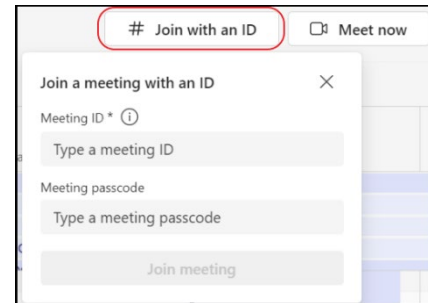 # Join with an ID
Meet now
Join a meeting with an ID
Meeting ID *
Type a meeting ID
Meeting passcode
Type a meeting passcode
Join meeting